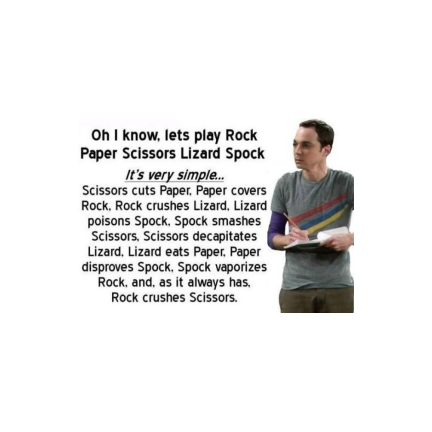 Oh I know, lets play Rock
Paper Scissors Lizard Spock
It's very simple...
Scissors cuts Paper, Paper covers
Rock, Rock crushes Lizard, Lizard
poisons Spock, Spock smashes
Scissors, Scissors decapitates
Lizard, Lizard eats Paper, Paper
disproves Spock, Spock vaporizes
Rock, and, as it always has,
Rock crushes Scissors.